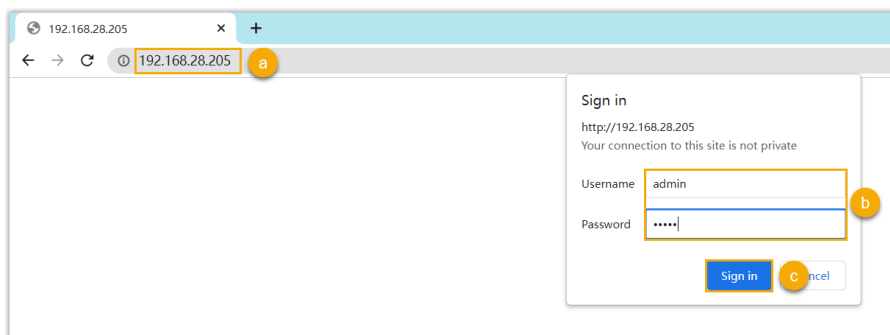 192.168.28.205
192.168.28.205 a
Sign in
http://192.168.28.205
Your connection to this site is not private
Username admin
b
Password •••••
Sign in c ncel